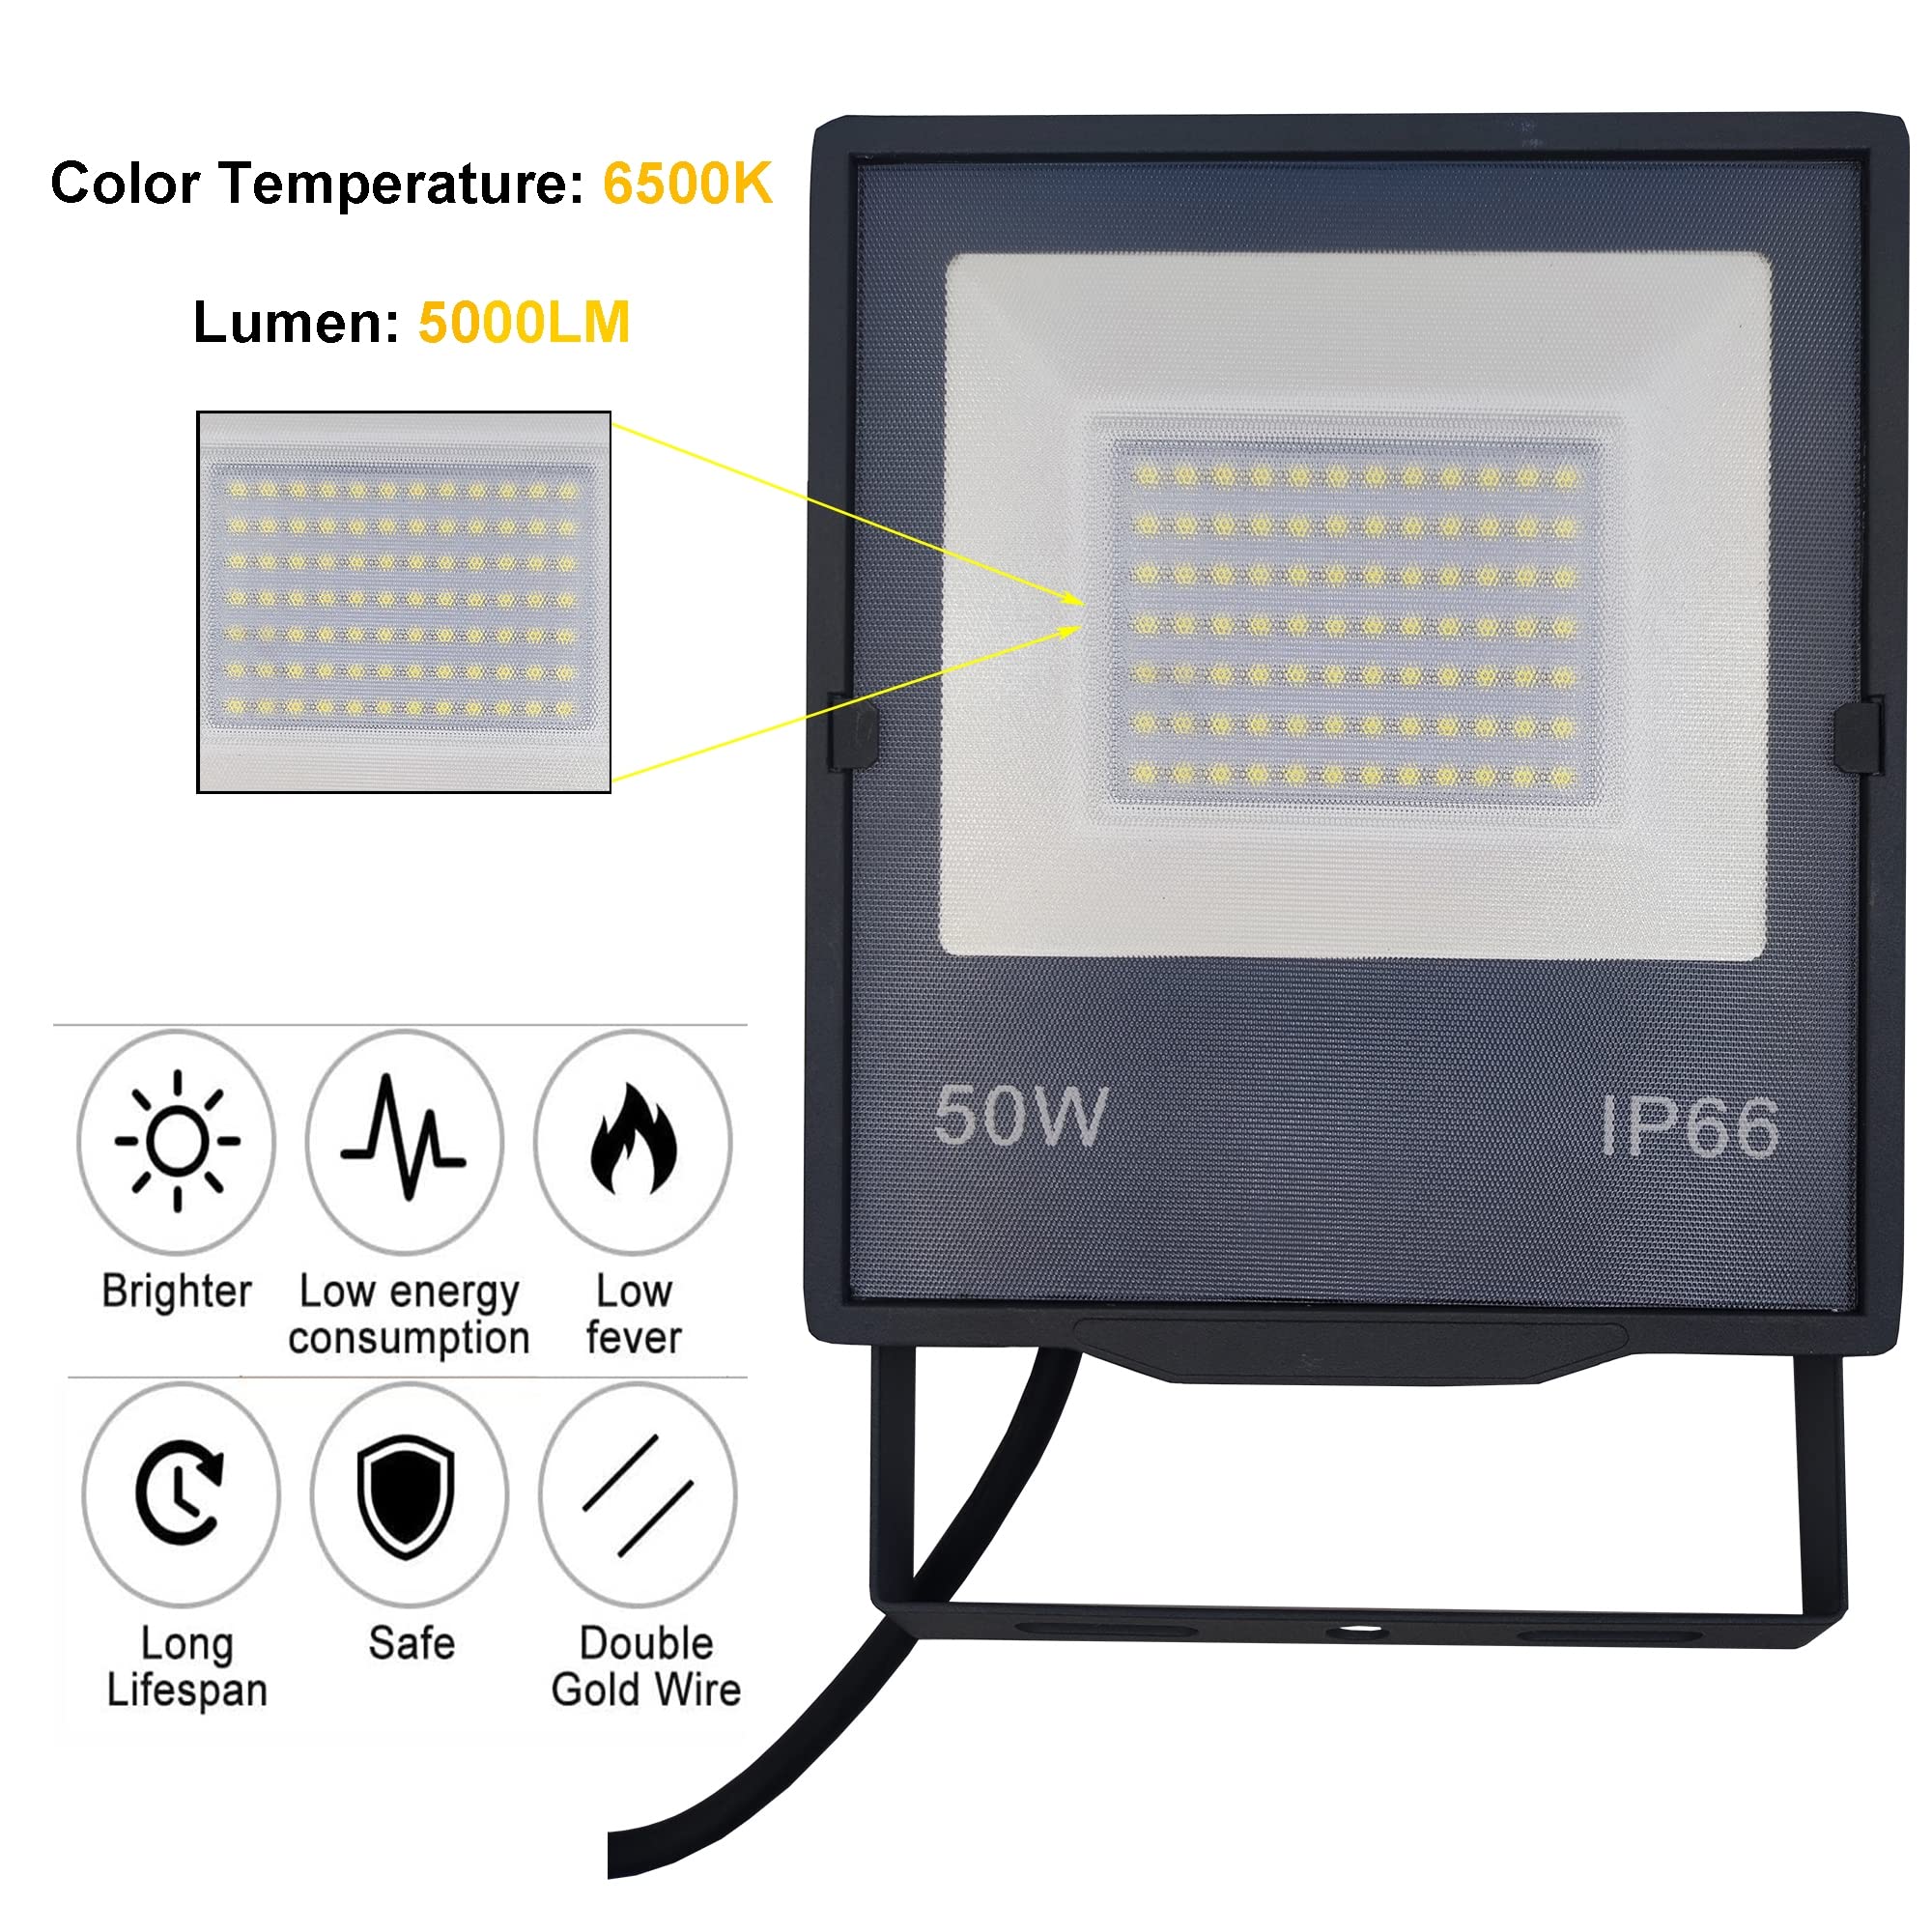 Color Temperature: 6500K
Lumen: 5000LM
50W
IP66
Brighter
Low energy
consumption
Low
fever
Long
Lifespan
Safe
Double
Gold Wire